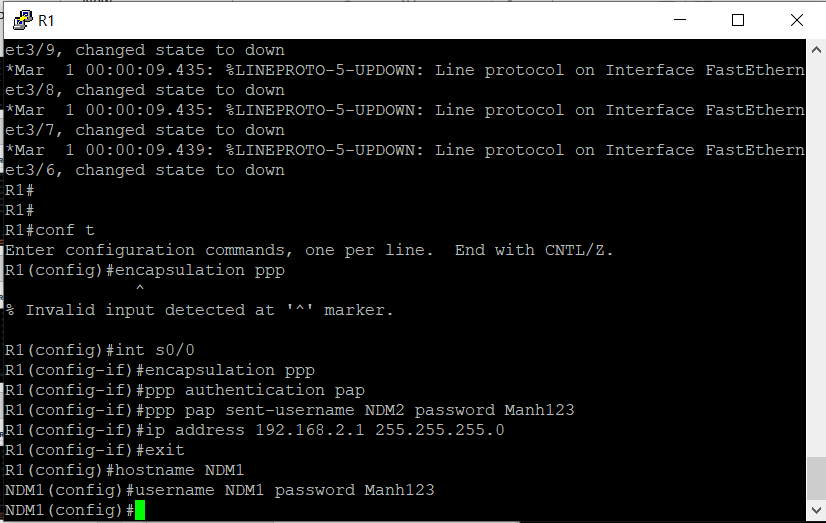 R1
et3/9, changed state to down
*Mar  1 00:00:09.435: %LINEPROTO-5-UPDOWN: Line protocol on Interface FastEthern
et3/8, changed state to down
*Mar  1 00:00:09.435: %LINEPROTO-5-UPDOWN: Line protocol on Interface FastEthern
et3/7, changed state to down
*Mar  1 00:00:09.439: %LINEPROTO-5-UPDOWN: Line protocol on Interface FastEthern
et3/6, changed state to down
R1#
R1#
R1#conf t
Enter configuration commands, one per line.  End with CNTL/Z.
R1(config)#encapsulation ppp
             ^
% Invalid input detected at '^' marker.
R1(config)#int s0/0
R1(config-if)#encapsulation ppp
R1(config-if)#ppp authentication pap
R1(config-if)#ppp pap sent-username NDM2 password Manh123
R1(config-if)#ip address 192.168.2.1 255.255.255.0
R1(config-if)#exit
R1(config)#hostname NDM1
NDM1(config)#username NDM1 password Manh123
NDM1(config)#